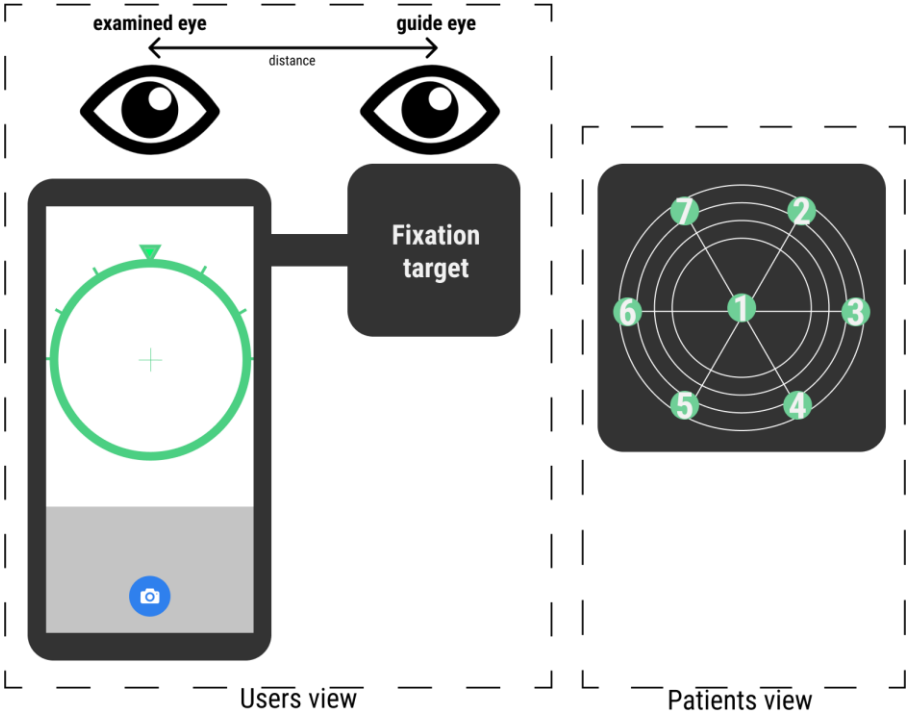 examined eye
guide eye
distance
Fixation
target
7
2
6
1
3
5
4
Users view
Patients view